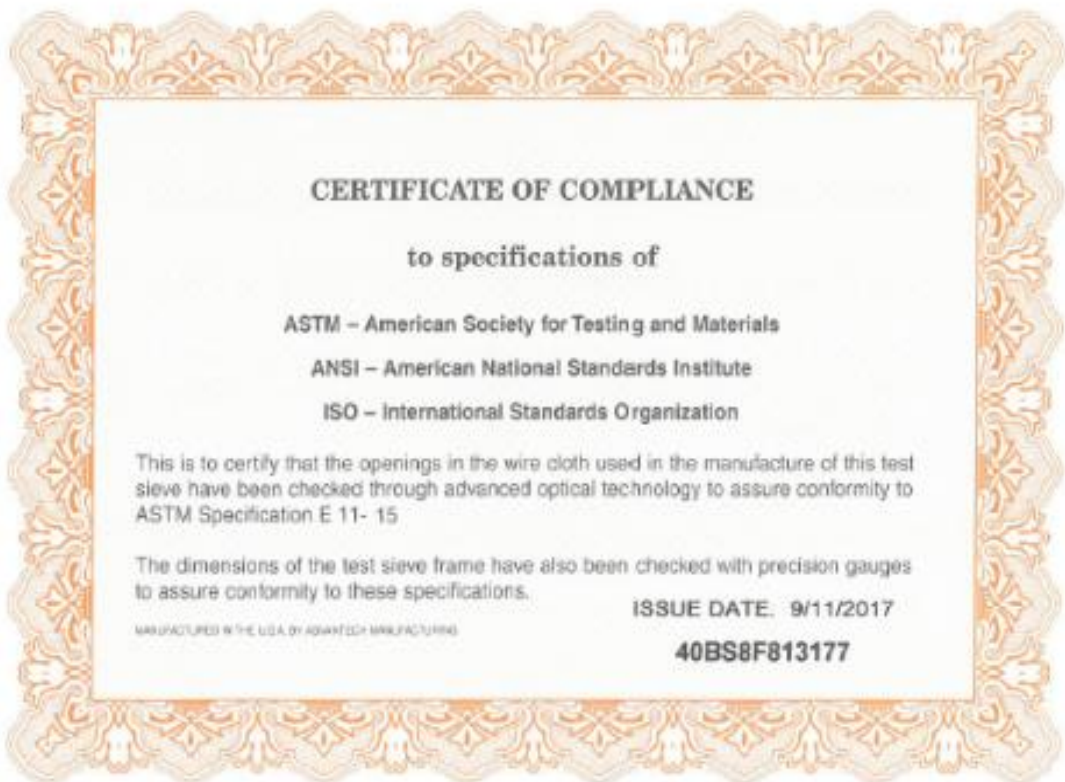 CERTIFICATE OF COMPLIANCE
to specifications of
ASTM – American Society for Testing and Materials
ANSI – American National Standards Institute
ISO – International Standards Organization
This is to certify that the openings in the wire cloth used in the manufacture of this test
sieve have been checked through advanced optical technology to assure conformity to
ASTM Specification E 11- 15
The dimensions of the test sieve frame have also been checked with precision gauges
to assure conformity to these specifications.
ISSUE DATE. 9/11/2017
MANUFACTURED IN THE U.S.A. BY ADVANTECH MANUFACTURING
40BS8F813177